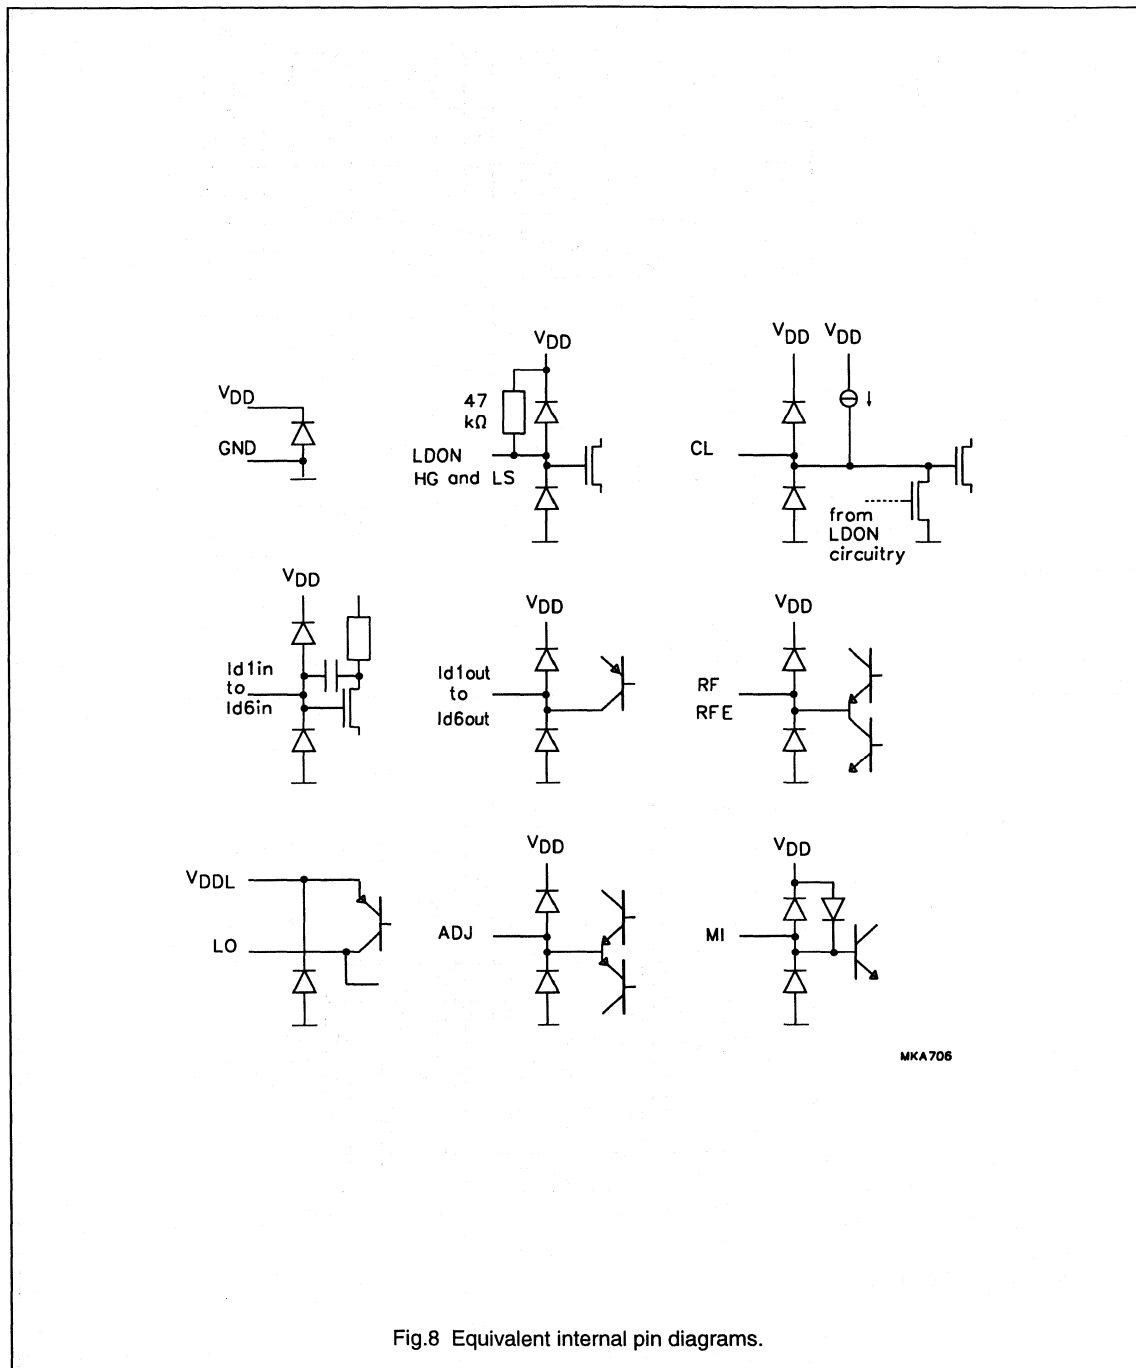 VDD
GND
VDD
47
kΩ
LDON
HG and LS
VDD VDD
CL
from
LDON
circuitry
VDD
Id1in
to
Id6in
VDD
Id1out
to
Id6out
VDD
RF
RFE
VDDL
LO
VDD
ADJ
VDD
MI
MKA706
Fig.8 Equivalent internal pin diagrams.